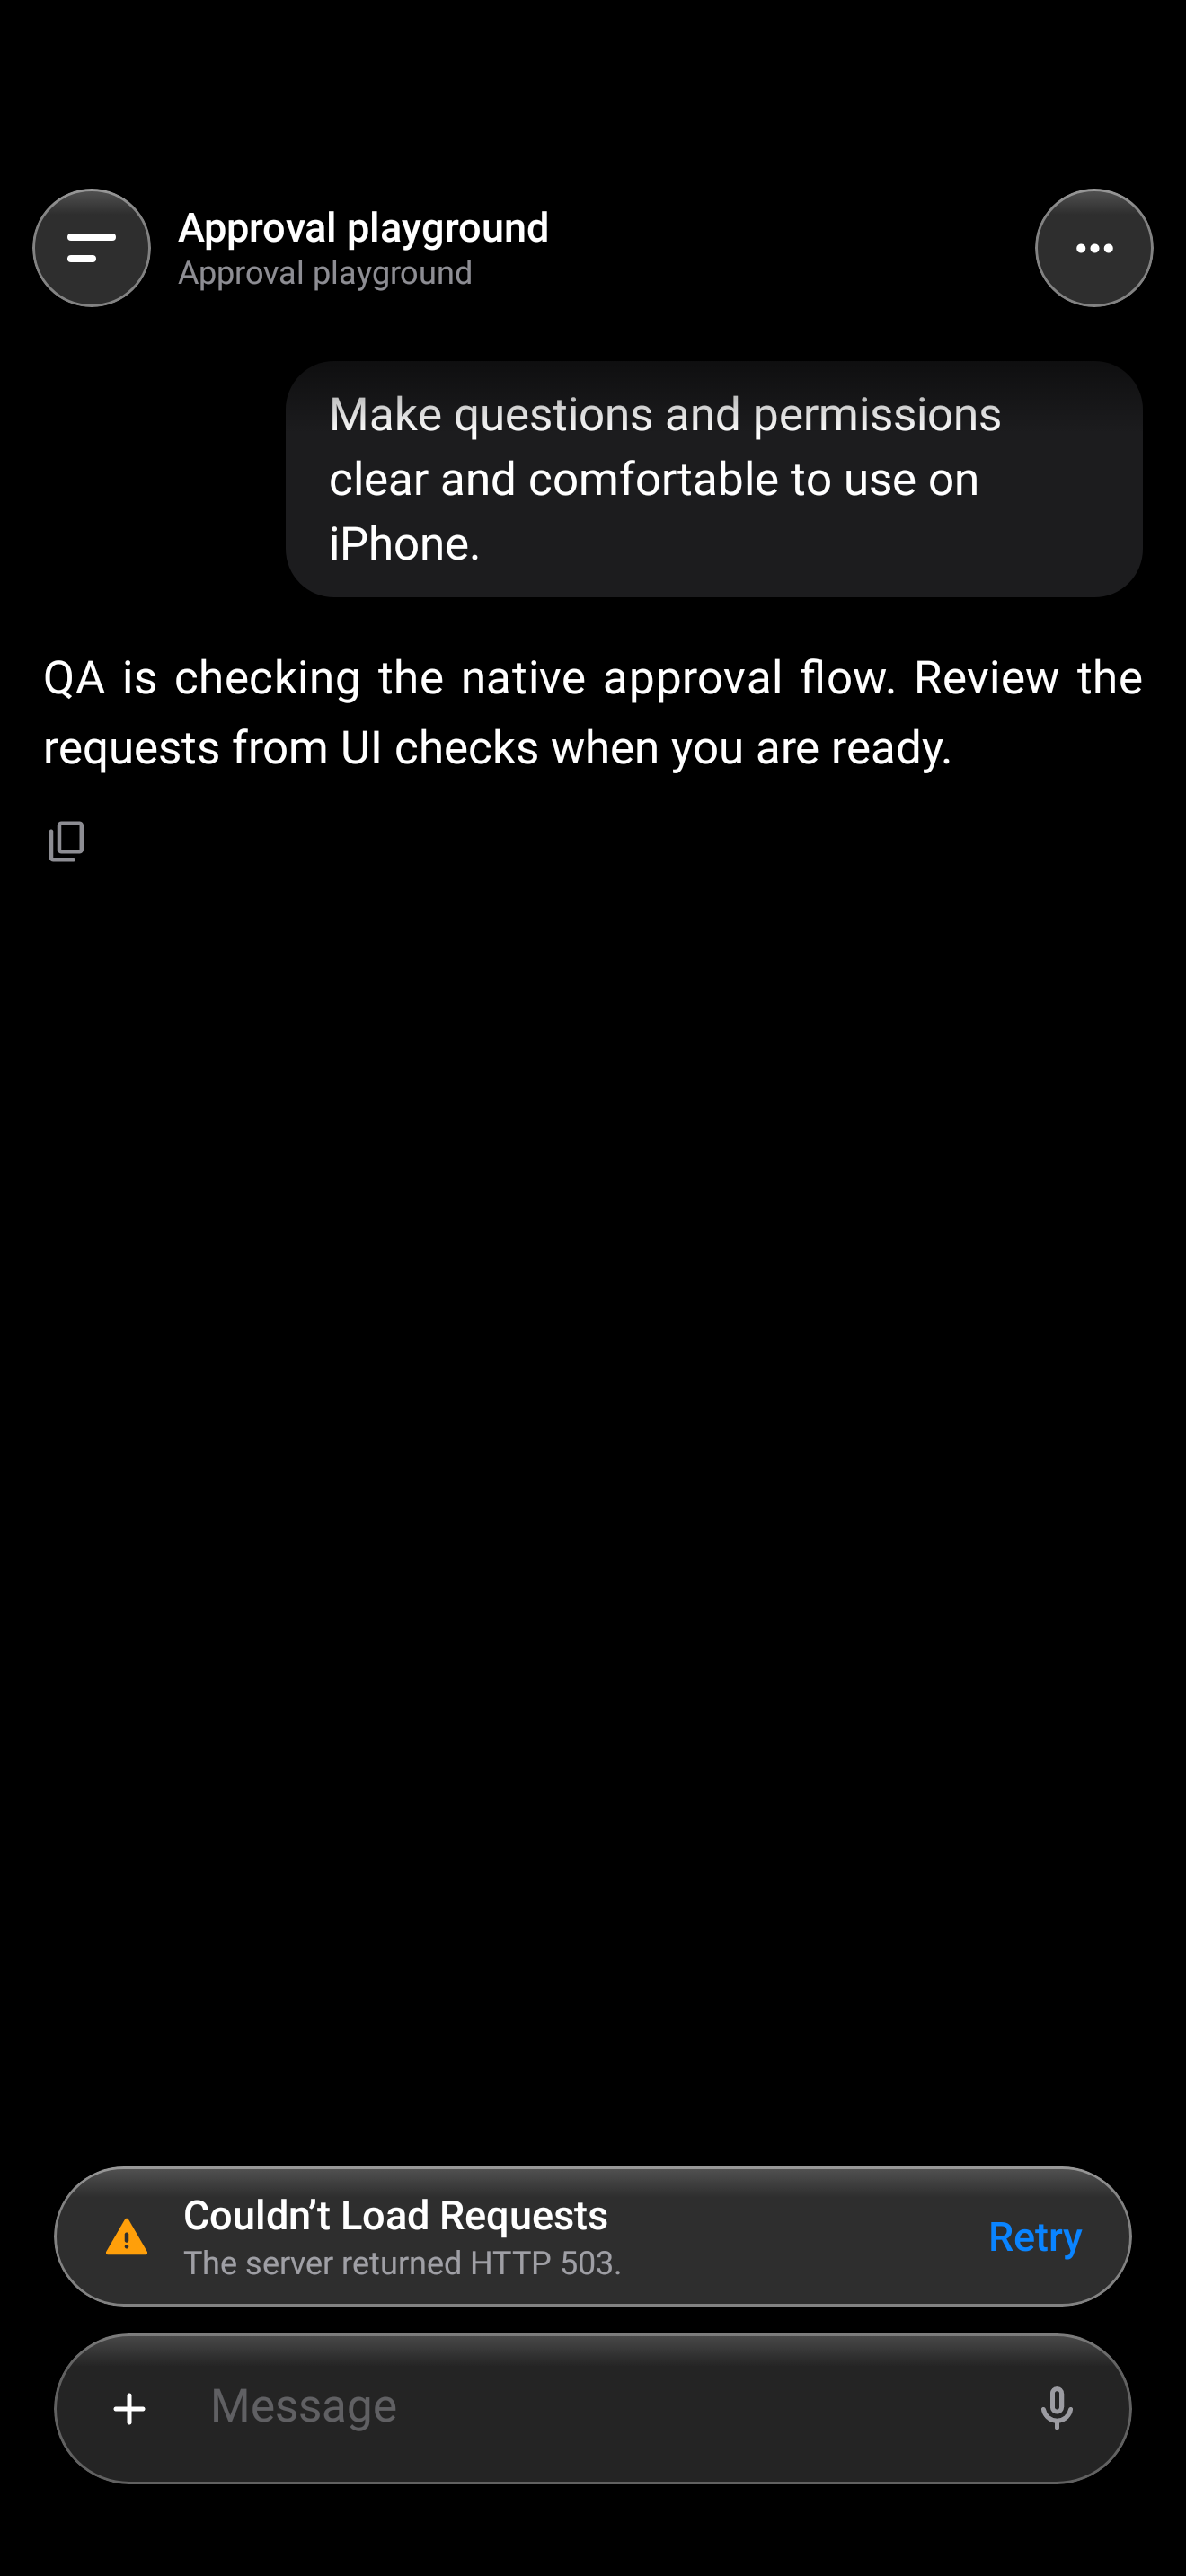 Approval playground
Approval playground
Make questions and permissions
clear and comfortable to use on
iPhone.
QA is checking the native approval flow. Review the
requests from UI checks when you are ready.
Couldn’t Load Requests
The server returned HTTP 503.
Retry
Message